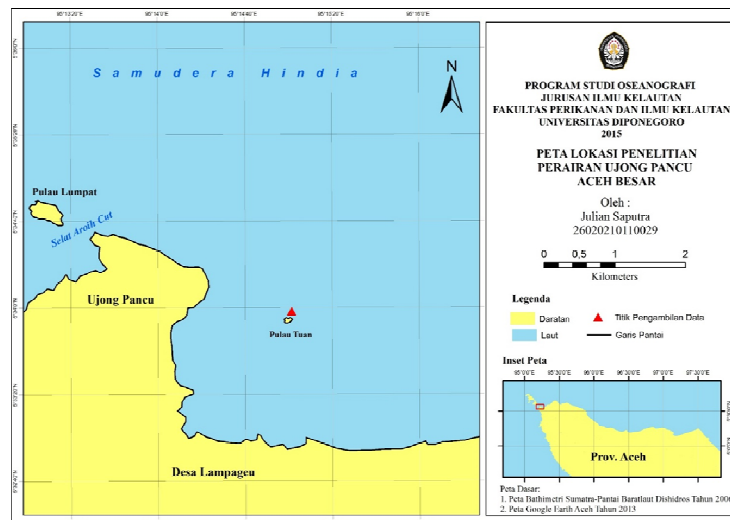 Samudera Hindia
N
Pulau Lumpat
Selat Aroih Cut
Ujong Pancu
Pulau Tuan
Desa Lampageu
PROGRAM STUDI OSEANOGRAFI
JURUSAN ILMU KELAUTAN
FAKULTAS PERIKANAN DAN ILMU KELAUTAN
UNIVERSITAS DIPONEGORO
2015
PETA LOKASI PENELITIAN
PERAIRAN UJONG PANCU
ACEH BESAR
Oleh :
Julian Saputra
26020210110029
0 0,5 1 2
Kilometers
Legenda
Daratan
Titik Pengambilan Data
Laut
Garis Pantai
Inset Peta
Prov. Aceh
Peta Dasar:
1. Peta Bathimetri Sumatra-Pantai Baratlaut Dishidros Tahun
2. Peta Google Earth Aceh Tahun 2013